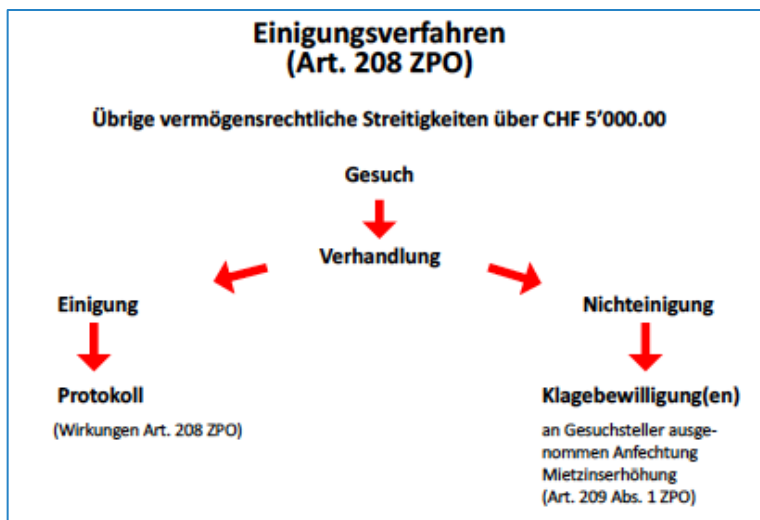 Einigungsverfahren
(Art. 208 ZPO)
Übrige vermögensrechtliche Streitigkeiten über CHF 5’000.00
Gesuch
Verhandlung
Einigung
Nichteinigung
Protokoll
(Wirkungen Art. 208 ZPO)
Klagebewilligung(en)
an Gesuchsteller ausge-
nommen Anfechtung
Mietzinserhöhung
(Art. 209 Abs. 1 ZPO)